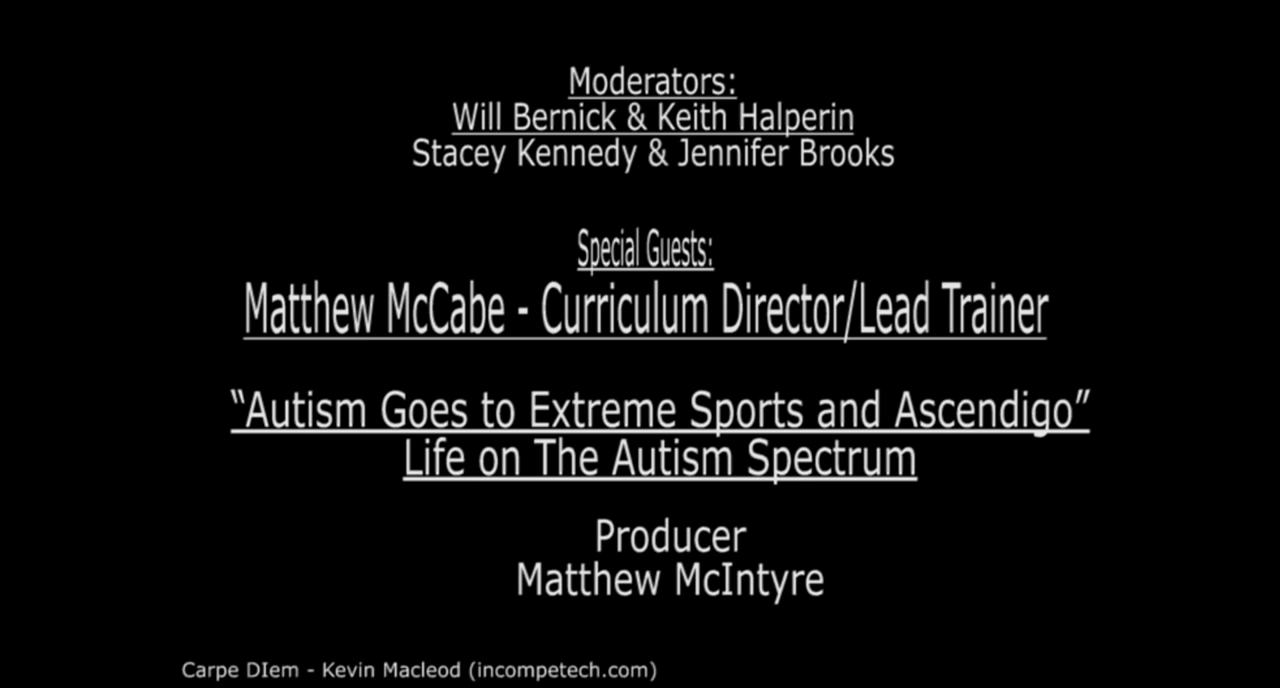 Moderators:
Will Bernick & Keith Halperin
Stacey Kennedy & Jennifer Brooks
Special Guests:
Matthew McCabe - Curriculum Director/Lead Trainer
“Autism Goes to Extreme Sports and Ascendigo”
Life on The Autism Spectrum
Producer
Matthew McIntyre
Carpe DIem - Kevin Macleod (incompetech.com)